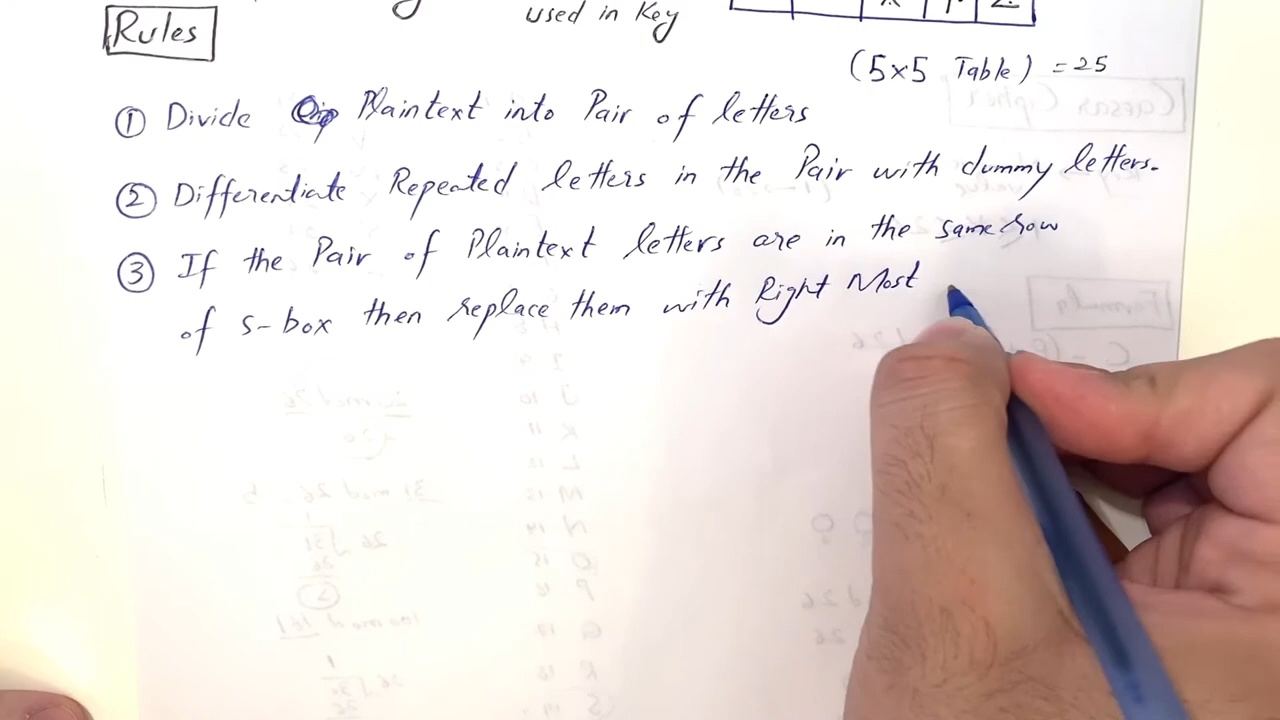 used in Key
Rules
(5x5 Table) = 25
① Divide Plaintext into Pair of letters
② Differentiate Repeated letters in the Pair with dummy letters.
③ If the Pair of Plaintext letters are in the same row
of s-box then replace them with Right Most